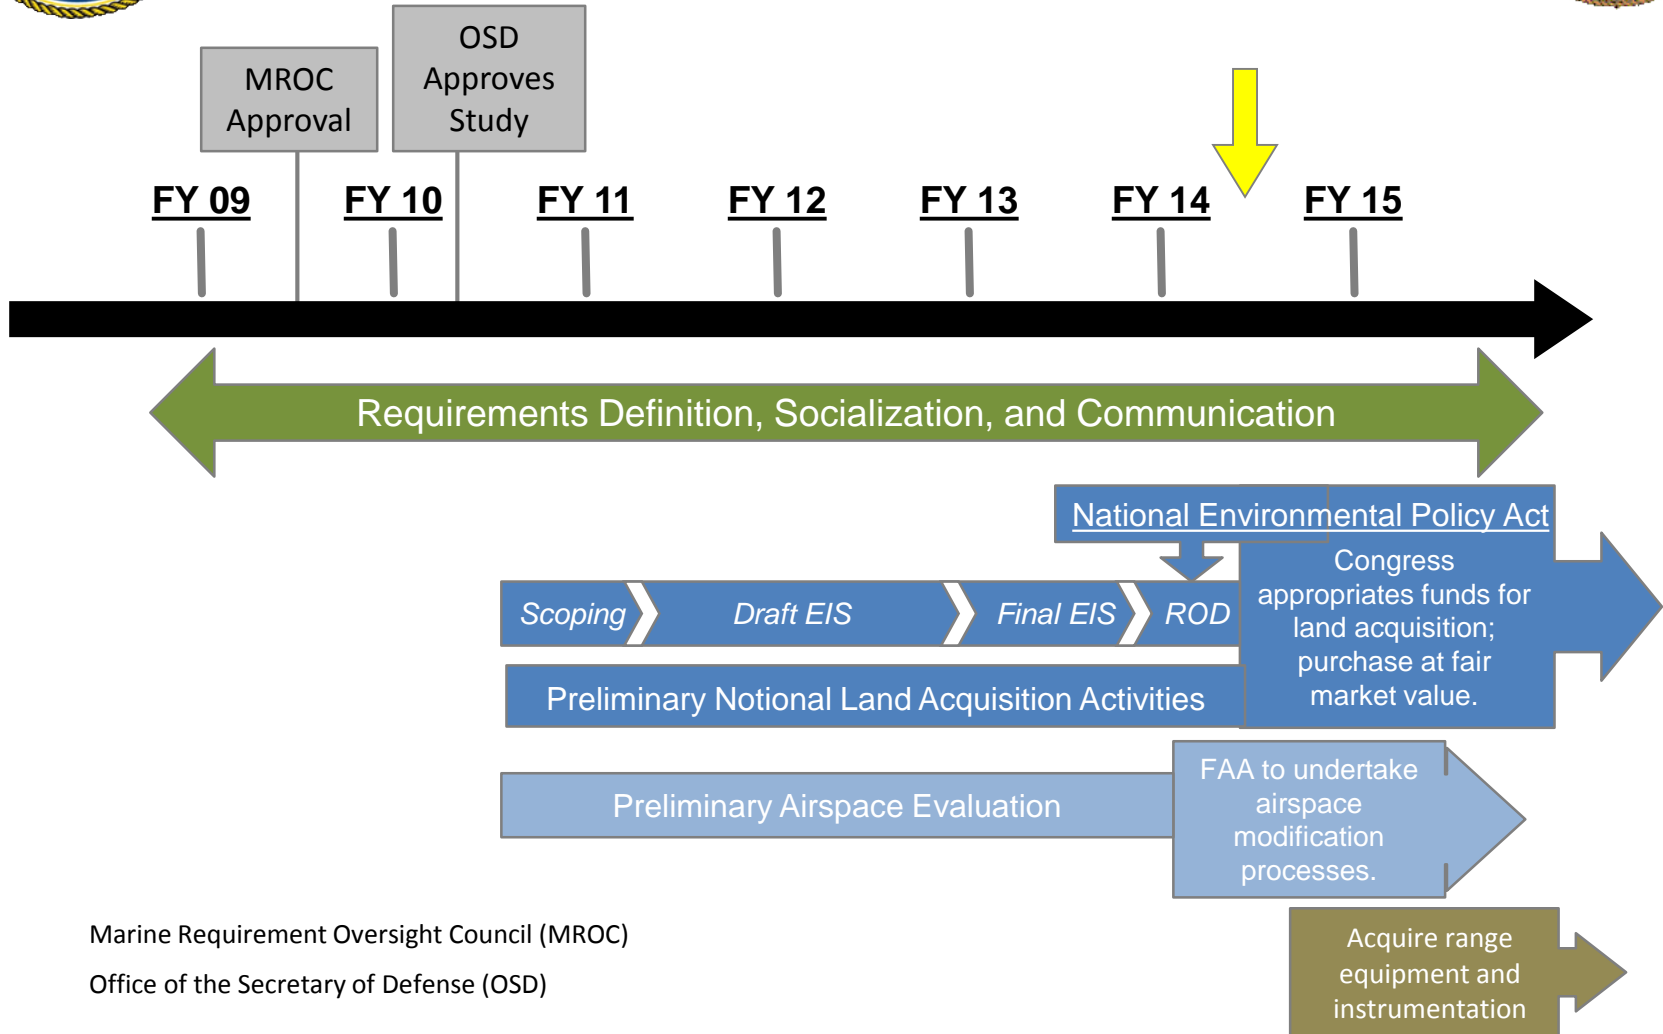 MROC
Approval
OSD
Approves
Study
FY 09
FY 10
FY 11
FY 12
FY 13
FY 14
FY 15
Requirements Definition, Socialization, and Communication
National Environmental Policy Act
Scoping
Draft EIS
Final EIS
ROD
Congress
appropriates funds for
land acquisition;
purchase at fair
market value.
Preliminary Notional Land Acquisition Activities
Preliminary Airspace Evaluation
FAA to undertake
airspace
modification
processes.
Marine Requirement Oversight Council (MROC)
Office of the Secretary of Defense (OSD)
Acquire range
equipment and
instrumentation